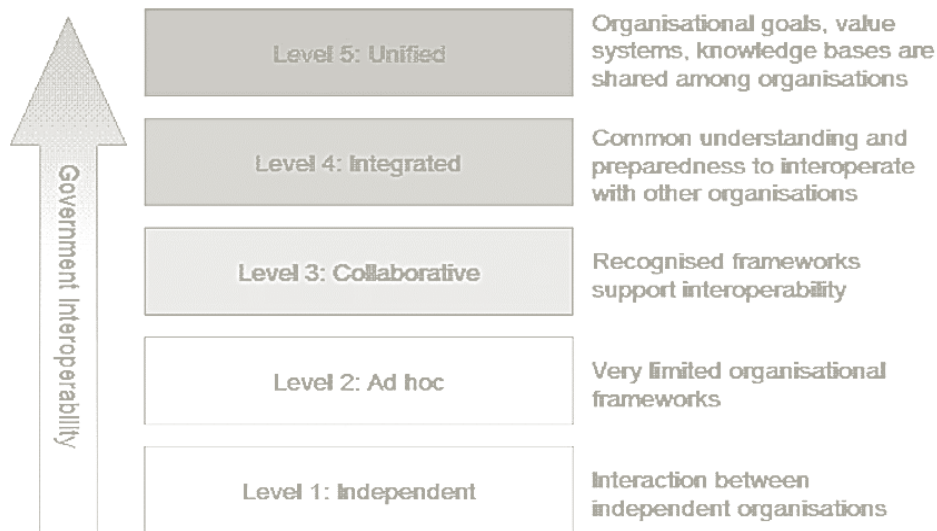 Level 5: Unified
Organisational goals, value
systems, knowledge bases are
shared among organisations
Level 4: Integrated
Common understanding and
preparedness to interoperate
with other organisations
Level 3: Collaborative
Recognised frameworks
support interoperability
Level 2: Ad hoc
Very limited organisational
frameworks
Level 1: Independent
Interaction between
independent organisations
Government Interoperability